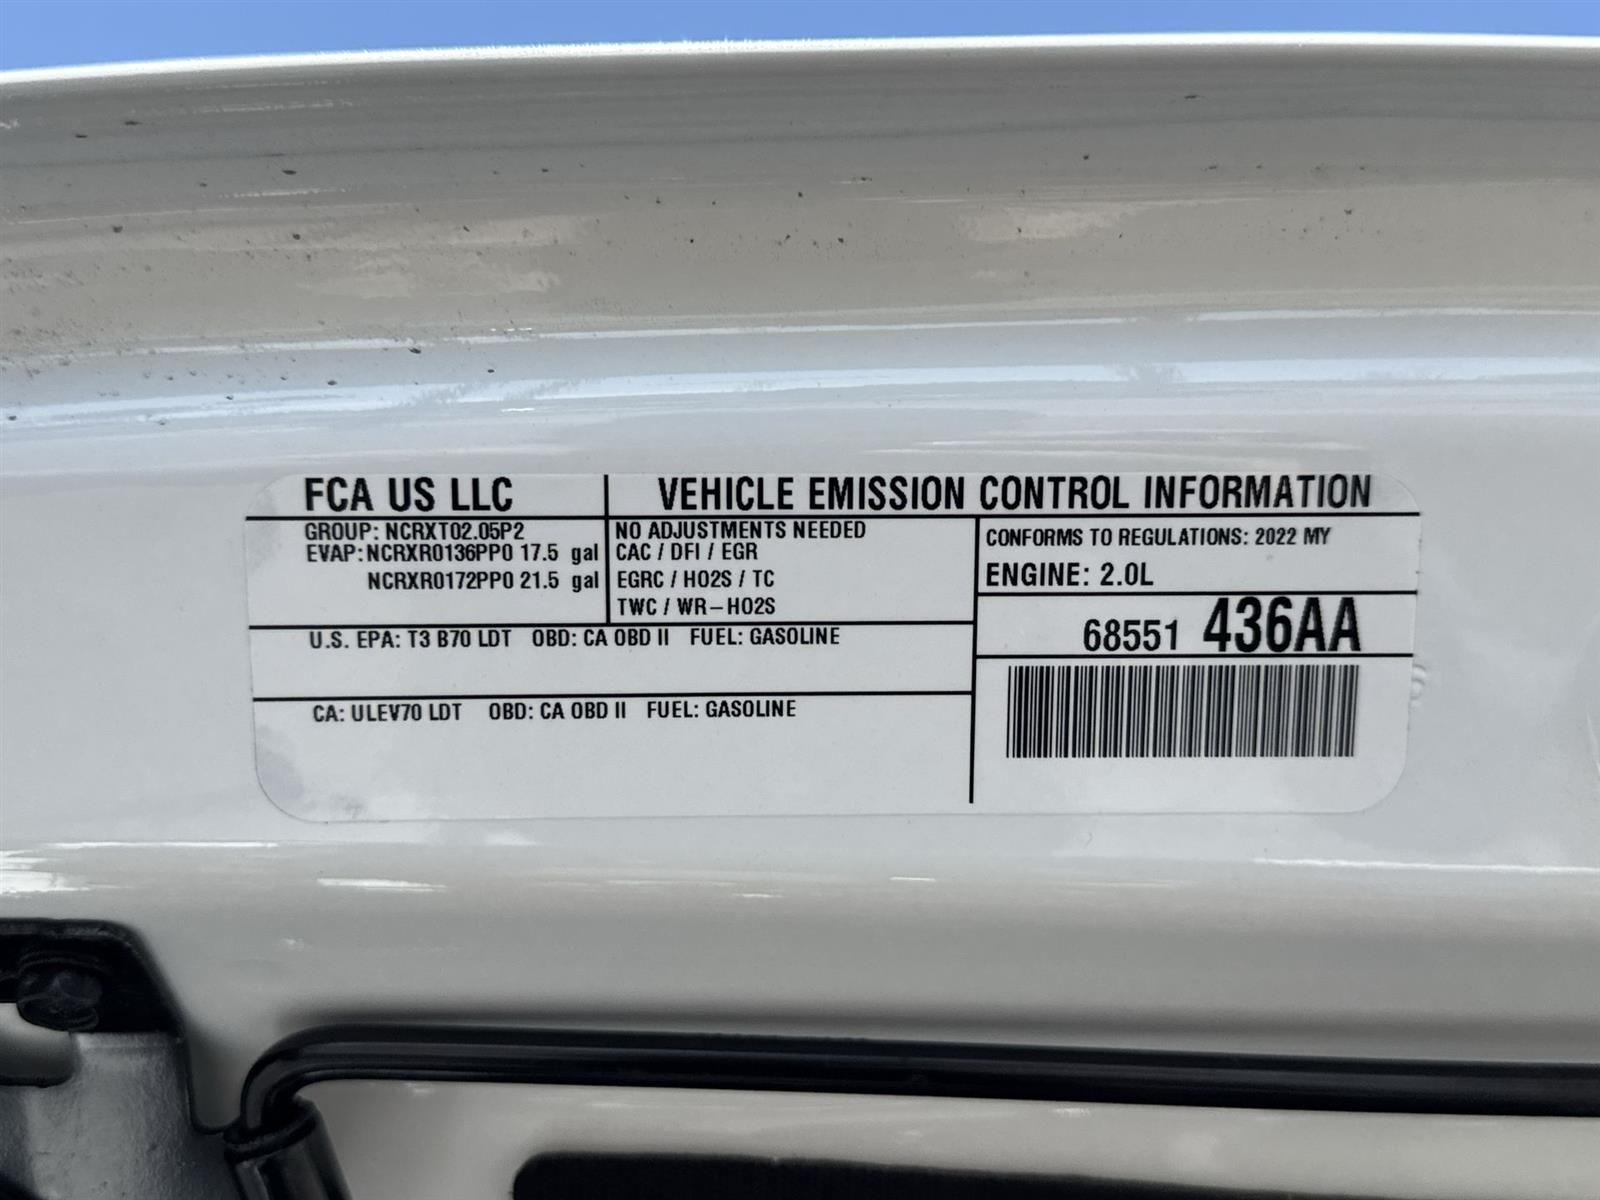 FCA US LLC
VEHICLE EMISSION CONTROL INFORMATION
GROUP: NCRXT02.05P2
EVAP: NCRXR0136PP0 17.5 gal
NCRXR0172PP0 21.5 gal
NO ADJUSTMENTS NEEDED
CAC / DFI / EGR
EGRC / HO2S / TC
TWC / WR-HO2S
CONFORMS TO REGULATIONS: 2022 MY
ENGINE: 2.0L
68551 436AA
U.S. EPA: T3 B70 LDT OBD: CA OBD II FUEL: GASOLINE
CA: ULEV70 LDT OBD: CA OBD II FUEL: GASOLINE